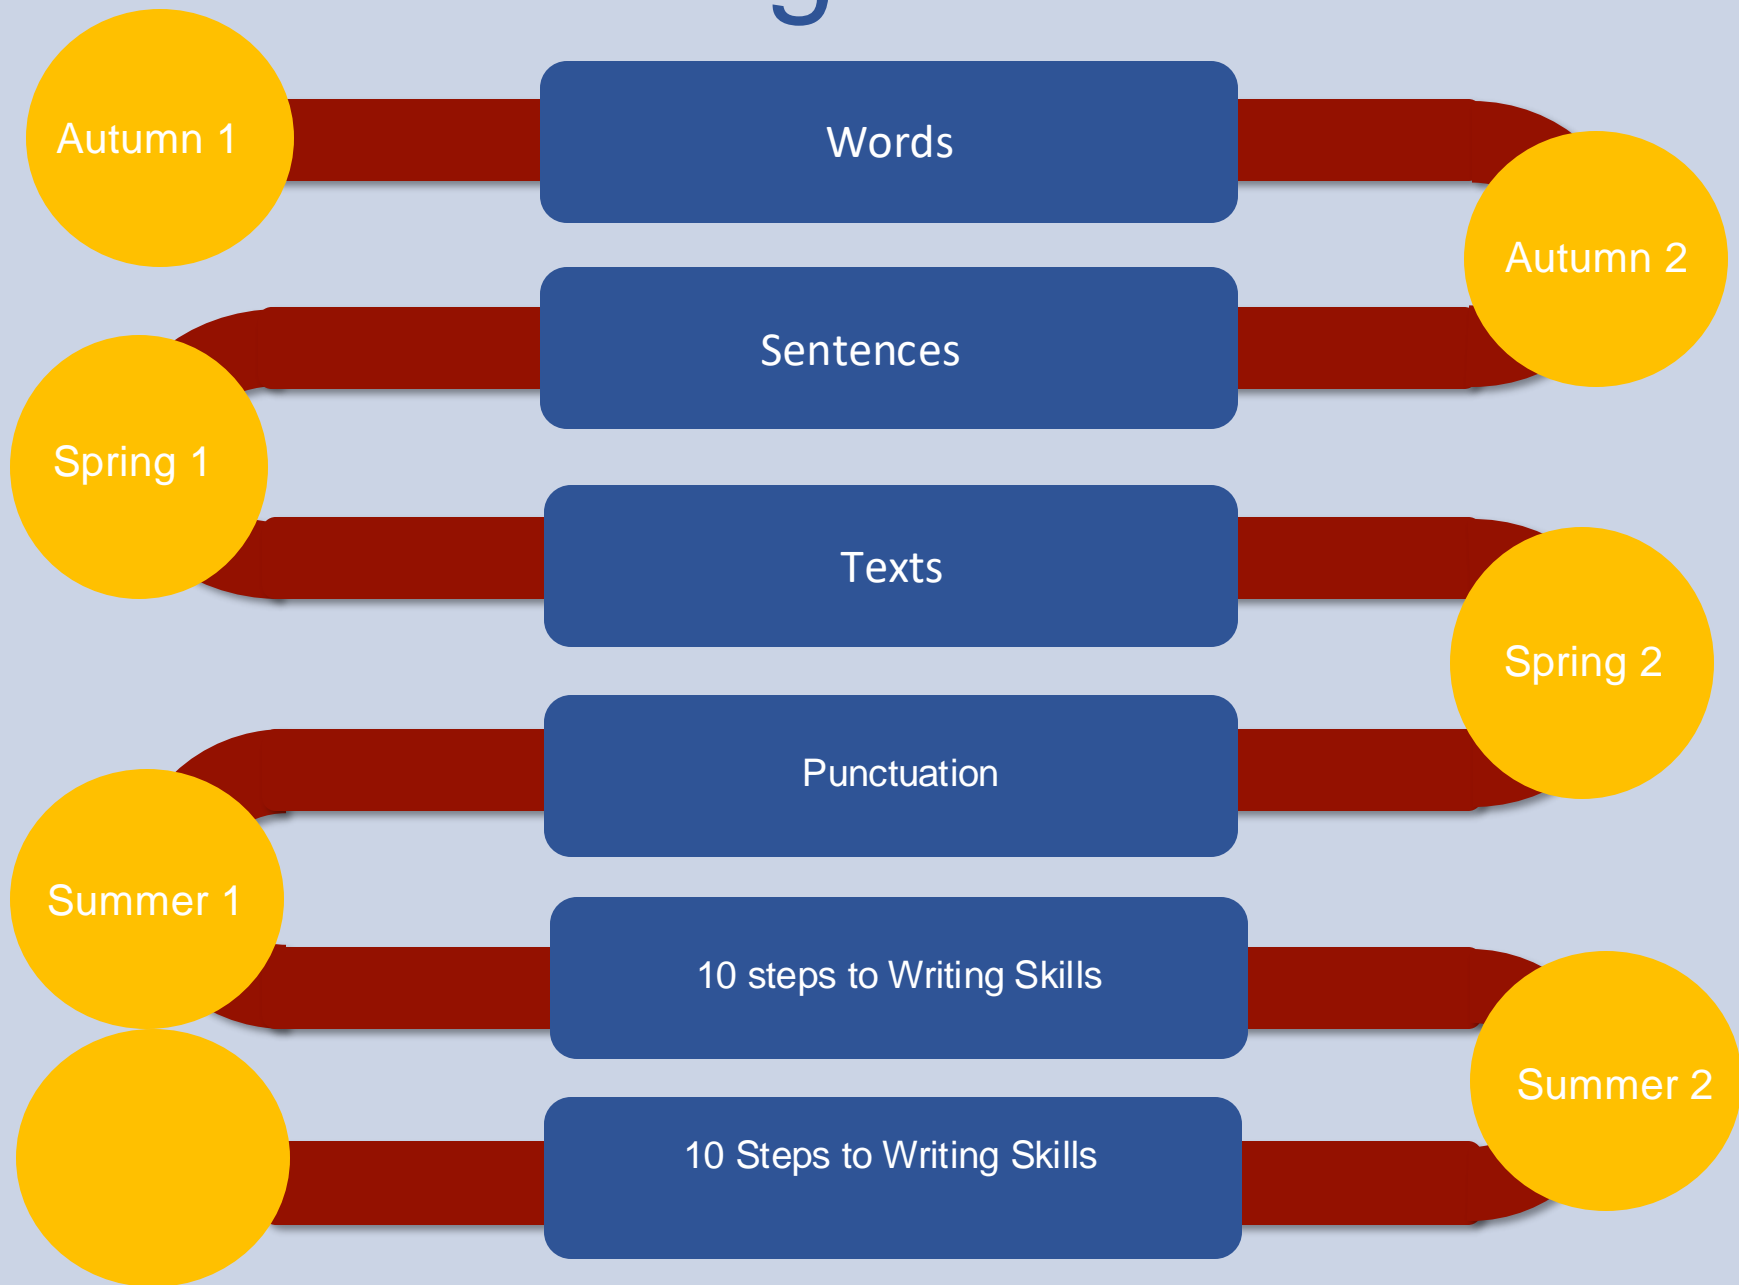 Autumn 1
Words
Autumn 2
Sentences
Spring 1
Texts
Spring 2
Punctuation
Summer 1
10 steps to Writing Skills
Summer 2
10 Steps to Writing Skills